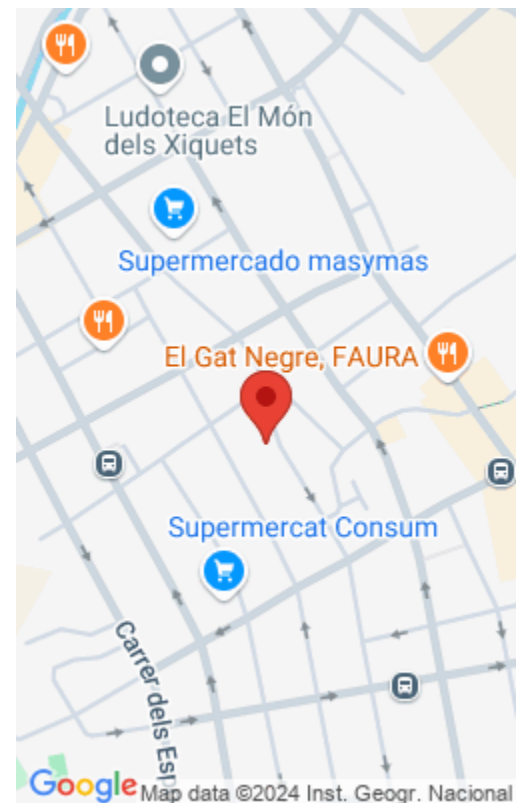 Ludoteca El Món
dels Xiquets
Supermercado masymas
El Gat Negre, FAURA
Supermercat Consum
Carrer dels Esp
Google
Map data ©2024 Inst. Geogr. Nacional